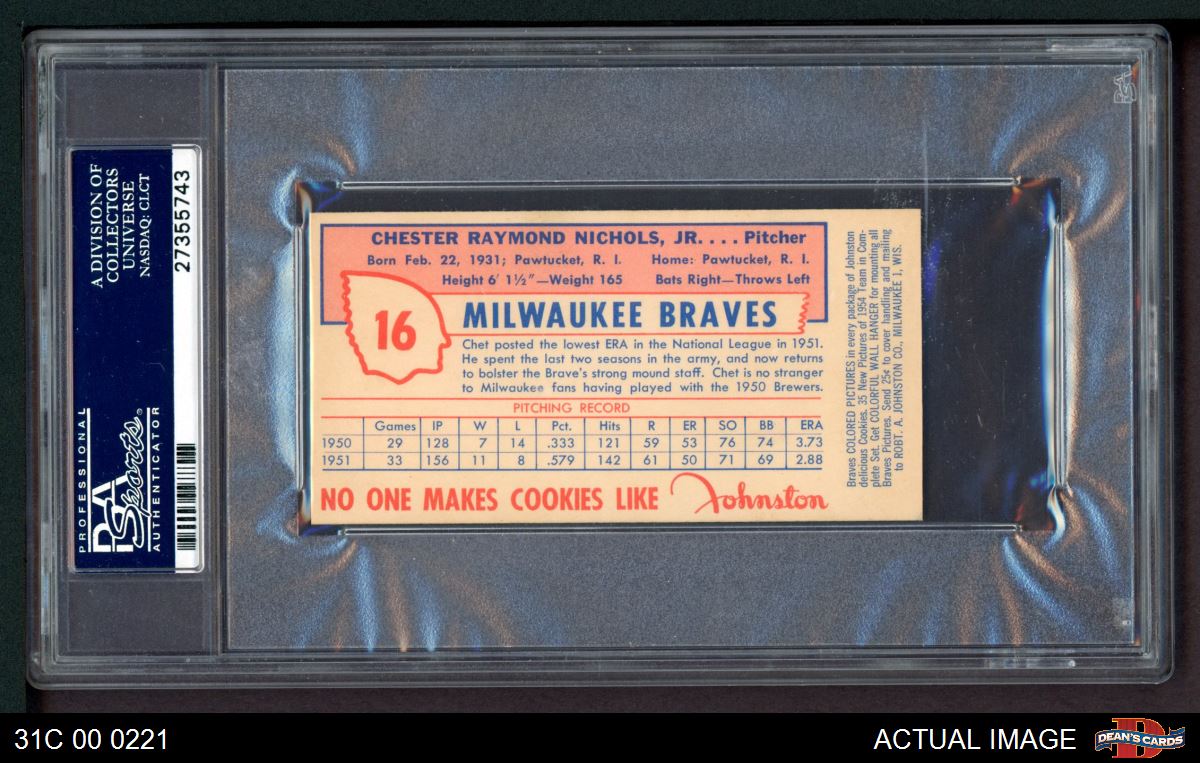 A DIVISION OF
COLLECTORS
UNIVERSE
NASDAQ: CLCT
27355743
PROFESSIONAL
PSA
Sports
AUTHENTICATOR
PSA
CHESTER RAYMOND NICHOLS, JR. . . . Pitcher
Born Feb. 22, 1931; Pawtucket, R. I. Home: Pawtucket, R. I.
Height 6' 1½"—Weight 165 Bats Right—Throws Left
16
MILWAUKEE BRAVES
Chet posted the lowest ERA in the National League in 1951.
He spent the last two seasons in the army, and now returns
to bolster the Brave's strong mound staff. Chet is no stranger
to Milwaukee fans having played with the 1950 Brewers.
PITCHING RECORD
Games IP W L Pct. Hits R ER SO BB ERA
1950 29 128 7 14 .333 121 59 53 76 74 3.73
1951 33 156 11 8 .579 142 61 50 71 69 2.88
NO ONE MAKES COOKIES LIKE Johnston
Braves COLORED PICTURES in every package of Johnston
delicious Cookies. 35 New Pictures of 1954 Team in Com-
plete Set. Get COLORFUL WALL HANGER for mounting all
Braves Pictures. Send 25¢ to cover handling and mailing
to ROBT. A. JOHNSTON CO., MILWAUKEE 1, WIS.
31C 00 0221
ACTUAL IMAGE
DEAN'S CARDS